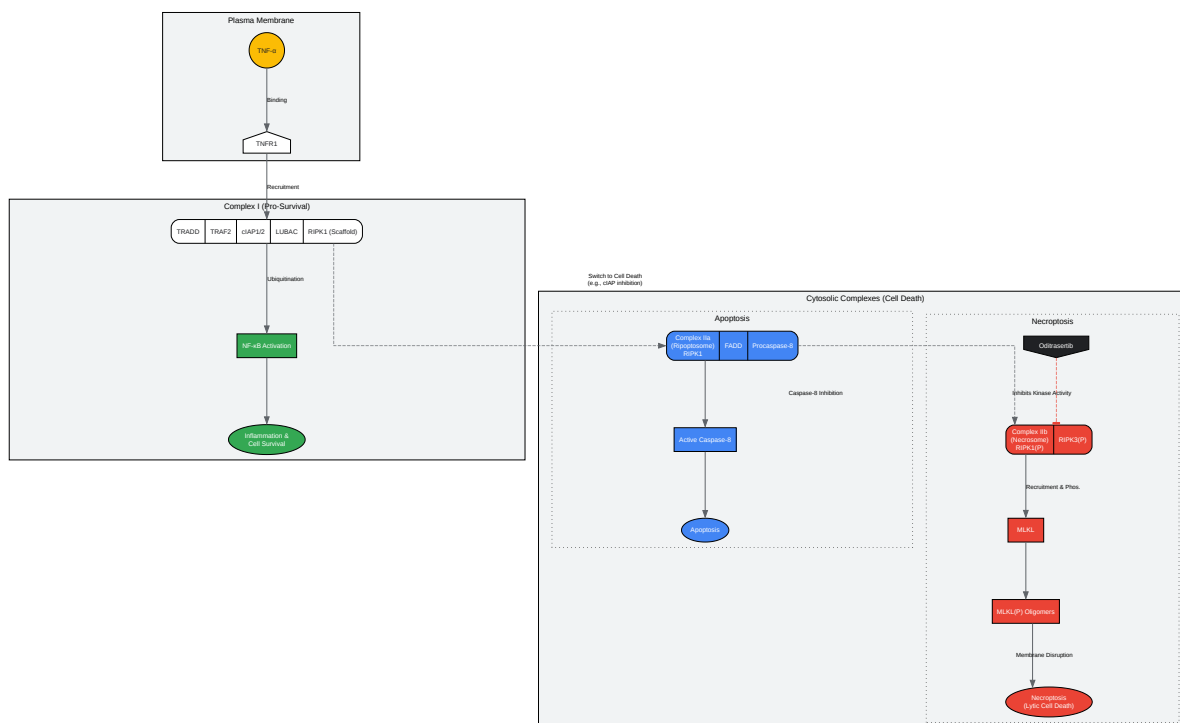 Plasma Membrane
TNF-α
Binding
TNFR1
Recruitment
Complex I (Pro-Survival)
TRADD
TRAF2
cIAP1/2
LUBAC
RIPK1 (Scaffold)
Ubiquitination
NF-κB Activation
Inflammation &
Cell Survival
Switch to Cell Death
(e.g., cIAP inhibition)
Cytosolic Complexes (Cell Death)
Apoptosis
Complex IIa
(Ripoptosome)
RIPK1
FADD
Procaspase-8
Caspase-8 Inhibition
Active Caspase-8
Apoptosis
Necroptosis
Oditrasertib
Inhibits Kinase Activity
Complex IIb
(Necrosome)
RIPK1(P)
RIPK3(P)
Recruitment & Phos.
MLKL
MLKL(P) Oligomers
Membrane Disruption
Necroptosis
(Lytic Cell Death)